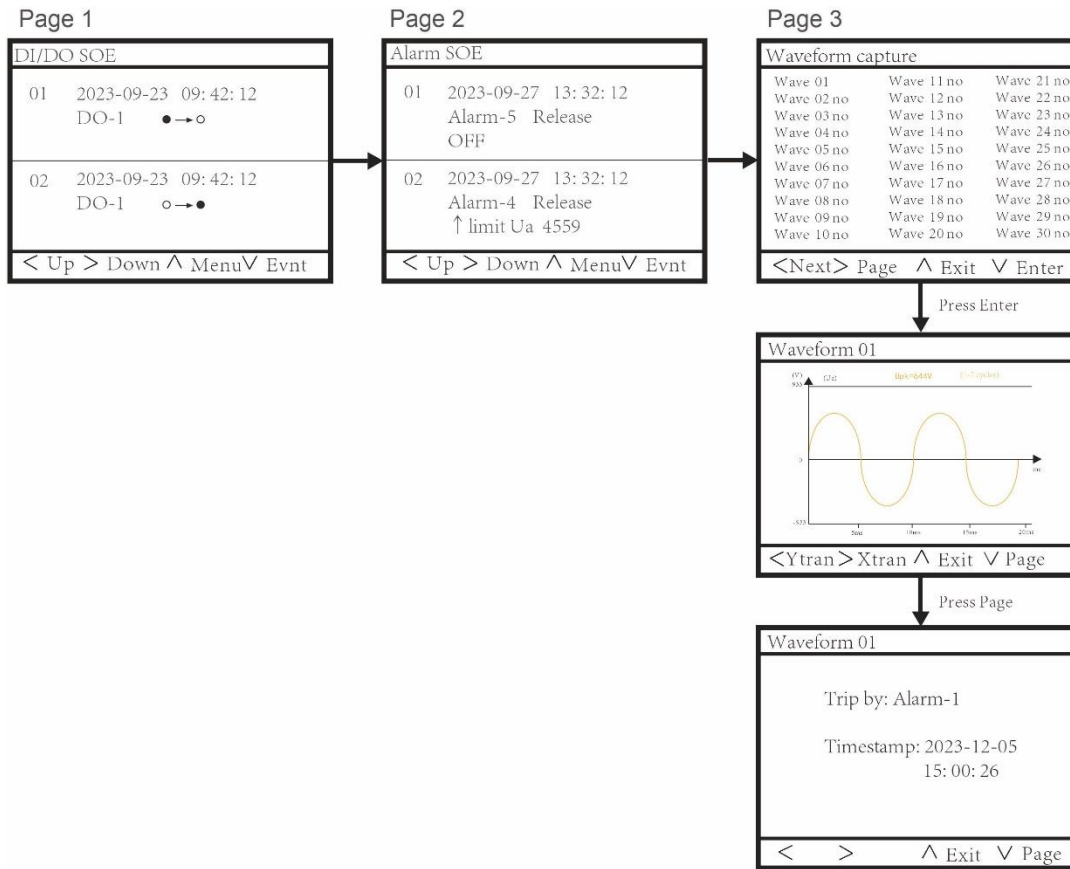 Page 1
DI/DO SOE
01 2023-09-23 09:42:12
DO-1 ●→○
02 2023-09-23 09:42:12
DO-1 ○→●
< Up > Down ∧ Menu∨ Evnt
Page 2
Alarm SOE
01 2023-09-27 13:32:12
Alarm-5 Release
OFF
02 2023-09-27 13:32:12
Alarm-4 Release
↑ limit Ua 4559
< Up > Down ∧ Menu∨ Evnt
Page 3
Waveform capture
Wave 01 Wave 11 no Wave 21 no
Wave 02 no Wave 12 no Wave 22 no
Wave 03 no Wave 13 no Wave 23 no
Wave 04 no Wave 14 no Wave 24 no
Wave 05 no Wave 15 no Wave 25 no
Wave 06 no Wave 16 no Wave 26 no
Wave 07 no Wave 17 no Wave 27 no
Wave 08 no Wave 18 no Wave 28 no
Wave 09 no Wave 19 no Wave 29 no
Wave 10 no Wave 20 no Wave 30 no
<Next> Page ∧ Exit ∨ Enter
Press Enter
Waveform 01
(V)
Upk=644V
0
5ms 10ms 15ms 20ms
<Ytran> Xtran ∧ Exit ∨ Page
Press Page
Waveform 01
Trip by: Alarm-1
Timestamp: 2023-12-05
15:00:26
< > ∧ Exit ∨ Page